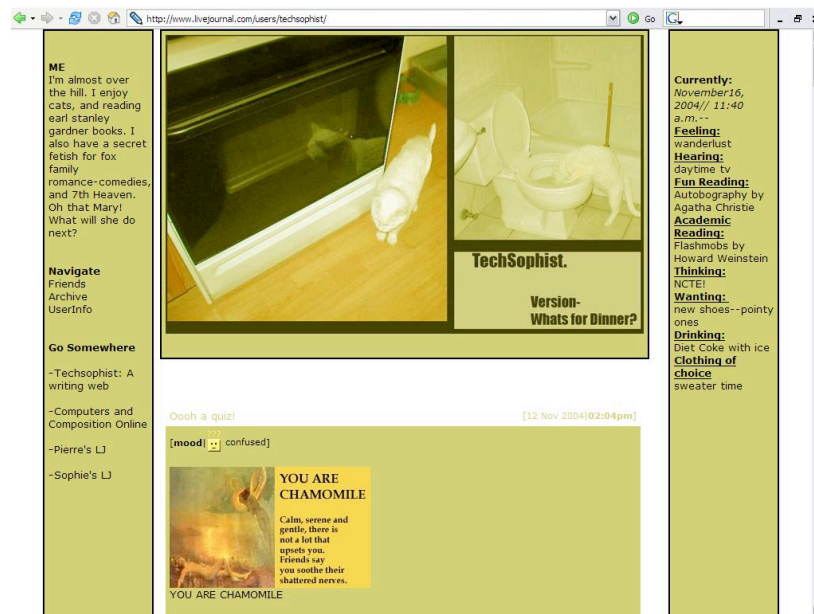 http://www.livejournal.com/users/techsophist/
Go
G
ME
I'm almost over
the hill. I enjoy
cats, and reading
earl stanley
gardner books. I
also have a secret
fetish for fox
family
romance-comedies,
and 7th Heaven.
Oh that Mary!
What will she do
next?
Navigate
Friends
Archive
UserInfo
Go Somewhere
-Techsophist: A
writing web
-Computers and
Composition Online
-Pierre's LJ
-Sophie's LJ
TechSophist.
Version-
Whats for Dinner?
Oooh a quiz!
[12 Nov 2004|02:04pm]
???
[mood| confused]
YOU ARE
CHAMOMILE
Calm, serene and
gentle, there is
not a lot that
upsets you.
Friends say
you soothe their
shattered nerves.
YOU ARE CHAMOMILE
Currently:
November16,
2004// 11:40
a.m.--
Feeling:
wanderlust
Hearing:
daytime tv
Fun Reading:
Autobography by
Agatha Christie
Academic
Reading:
Flashmobs by
Howard Weinstein
Thinking:
NCTE!
Wanting:
new shoes--pointy
ones
Drinking:
Diet Coke with ice
Clothing of
choice
sweater time